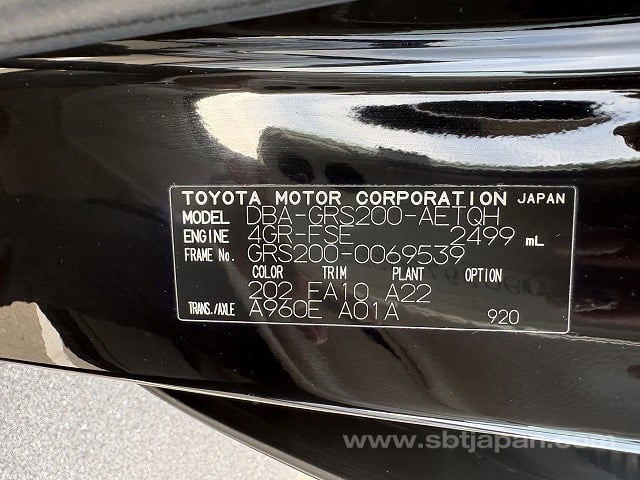 TOYOTA MOTOR CORPORATION JAPAN
MODEL DBA-GRS200-AETQH
ENGINE 4GR-FSE 2499 mL
FRAME No. GRS200-0069539
COLOR TRIM PLANT OPTION
202 FA10 A22
TRANS./AXLE A960E A01A 920
www.sbtjapan.com